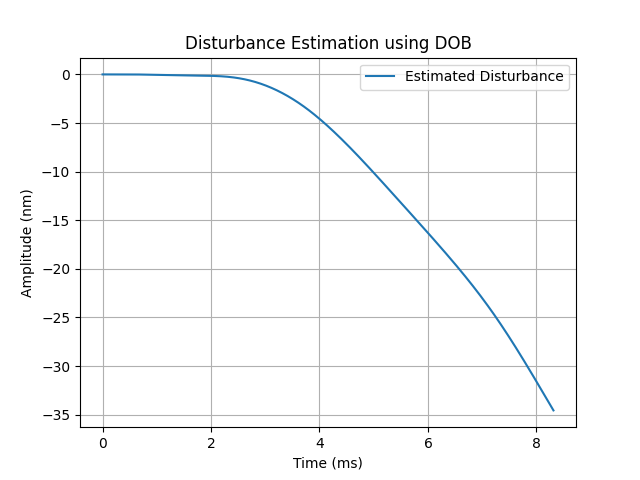 Disturbance Estimation using DOB
Estimated Disturbance
Amplitude (nm)
0
−5
−10
−15
−20
−25
−30
−35
0 2 4 6 8
Time (ms)